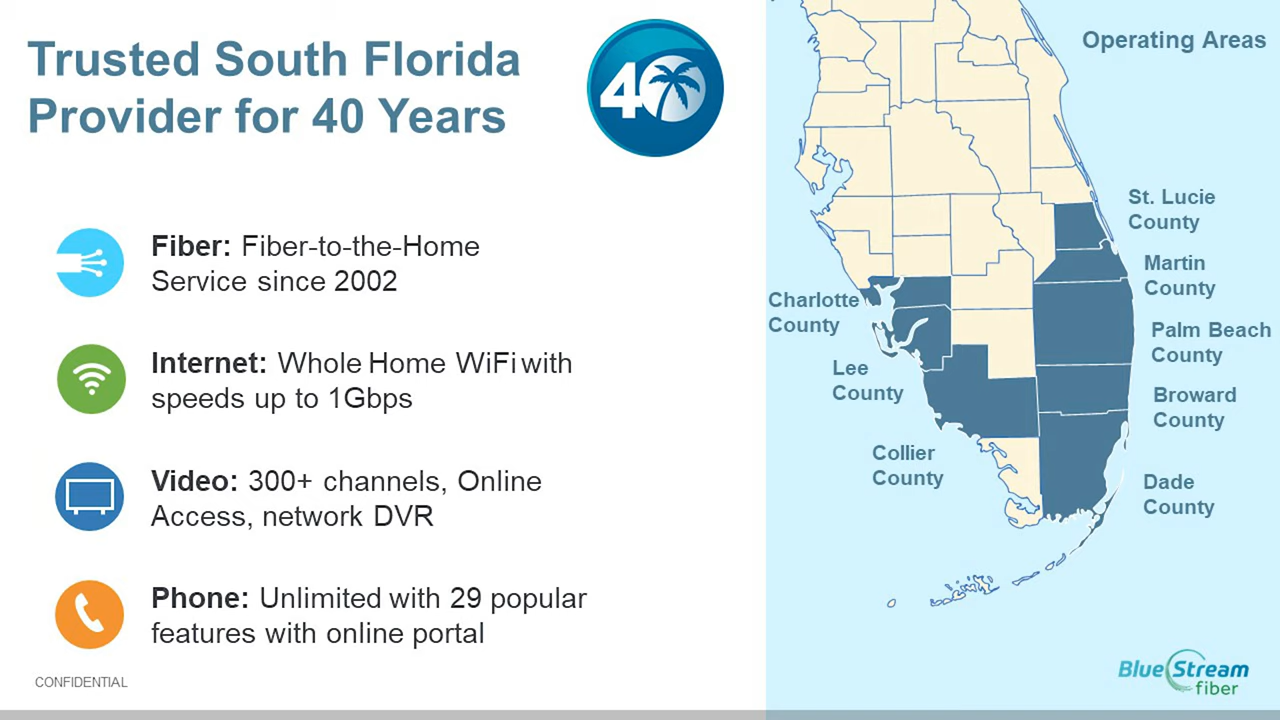 Trusted South Florida
Provider for 40 Years
40
Fiber: Fiber-to-the-Home
Service since 2002
Internet: Whole Home WiFi with
speeds up to 1Gbps
Video: 300+ channels, Online
Access, network DVR
Phone: Unlimited with 29 popular
features with online portal
CONFIDENTIAL
Operating Areas
St. Lucie
County
Martin
County
Charlotte
County
Palm Beach
County
Lee
County
Broward
County
Collier
County
Dade
County
Blue Stream
fiber